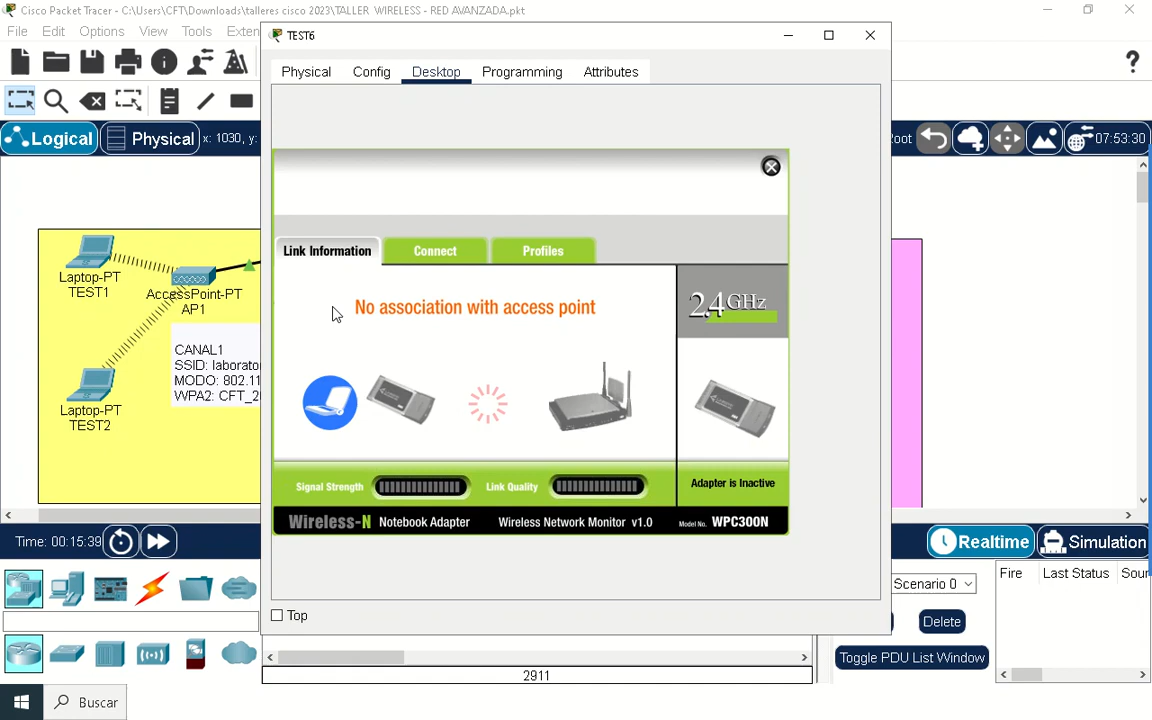 Cisco Packet Tracer - C:\Users\CFT\Downloads\talleres cisco 2023\TALLER WIRELESS - RED AVANZADA.pkt
File Edit Options View Tools Exten
TEST6
Physical Config Desktop Programming Attributes
Logical Physical x: 1030, y:
Root 07:53:30
Link Information Connect Profiles
No association with access point
2.4GHz
Laptop-PT
TEST1
AccessPoint-PT
AP1
CANAL1
SSID: laborato
MODO: 802.11
WPA2: CFT_2
Laptop-PT
TEST2
Signal Strength Link Quality Adapter is Inactive
Wireless-N Notebook Adapter Wireless Network Monitor v1.0 Model No. WPC300N
Time: 00:15:39
Realtime Simulation
Scenario 0
Fire Last Status Sour
Top
Delete
Toggle PDU List Window
2911
Buscar
?